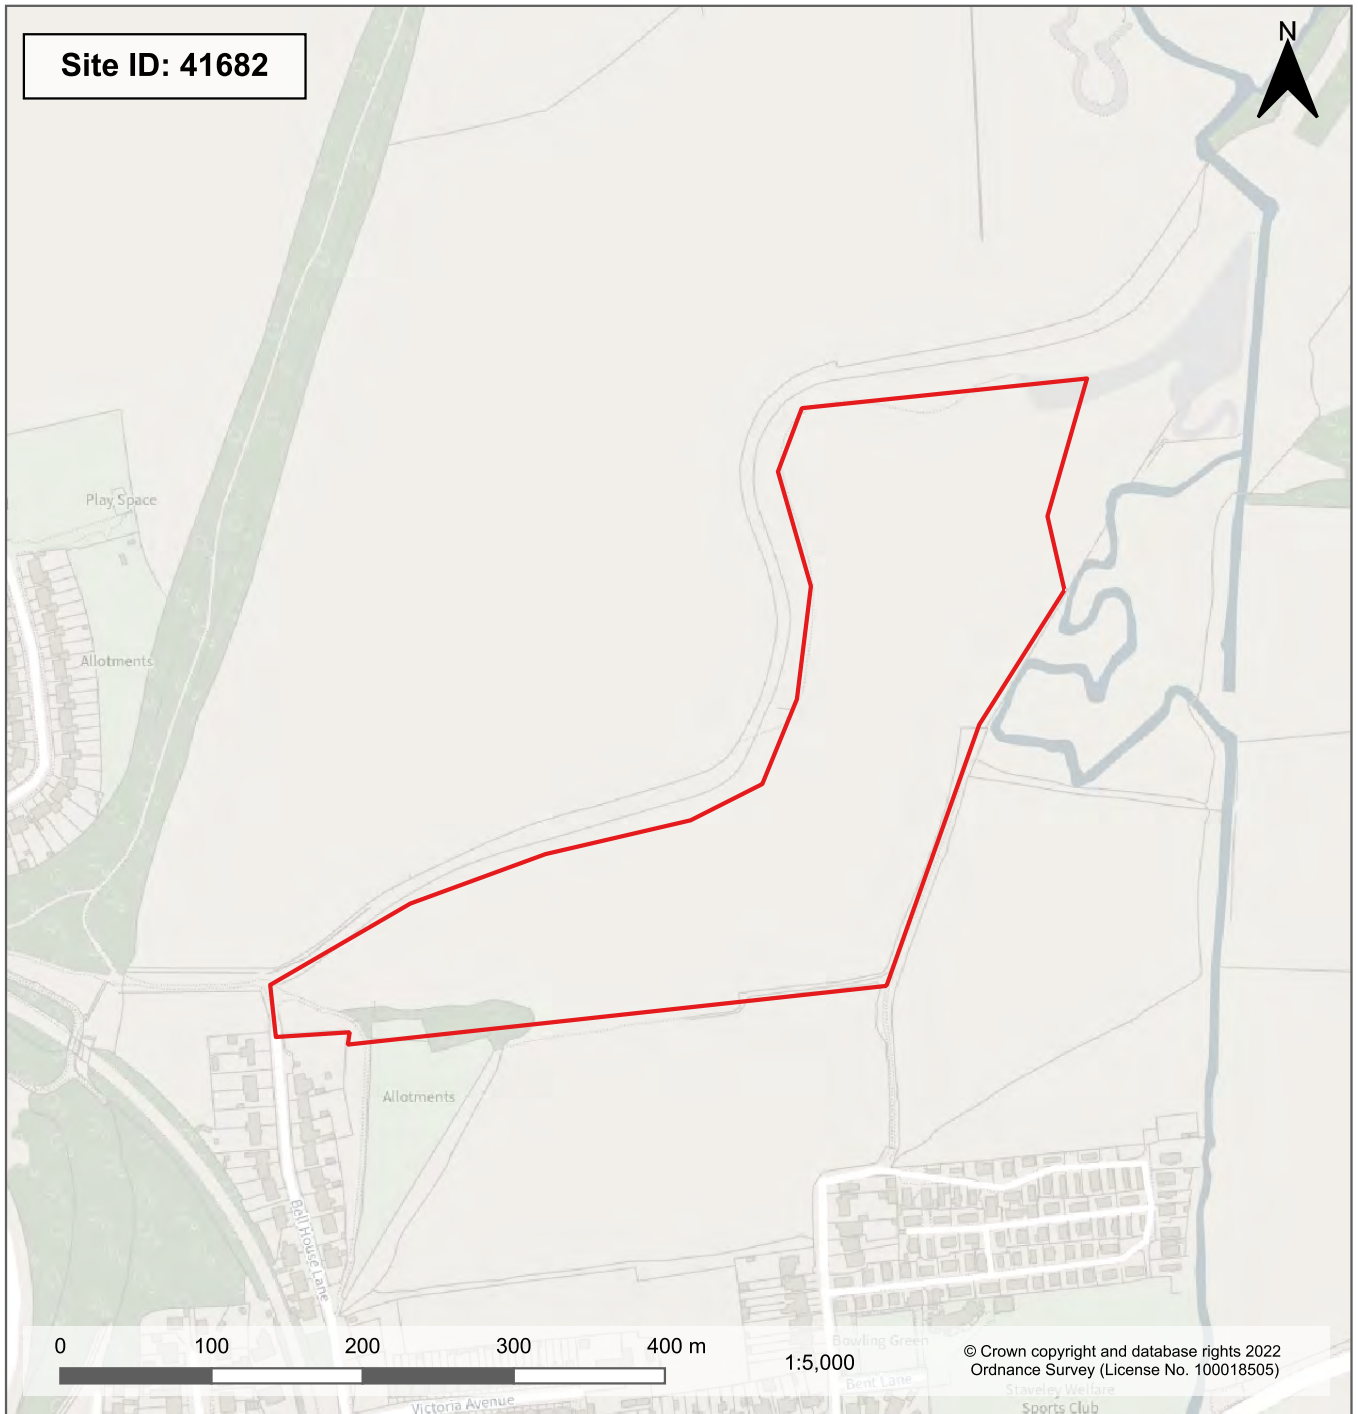 Site ID: 41682
N
Play Space
Allotments
Allotments
Bell House Lane
0 100 200 300 400 m
1:5,000
Bowling Green
© Crown copyright and database rights 2022
Ordnance Survey (License No. 100018505)
Bent Lane
Staveley Welfare
Sports Club
Victoria Avenue